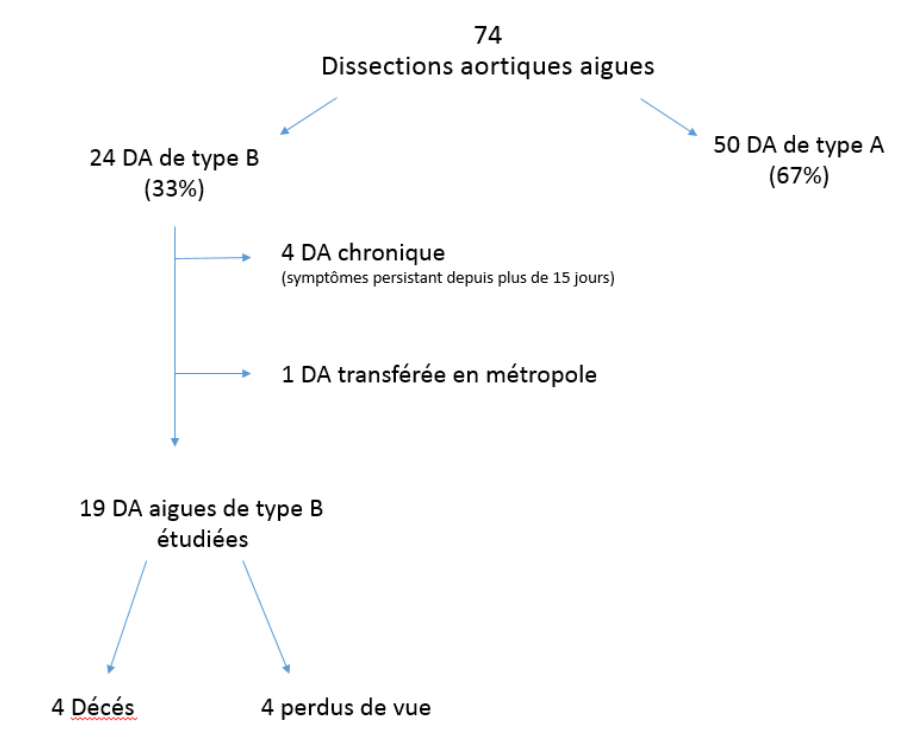 74
Dissections aortiques aigues
24 DA de type B
(33%)
50 DA de type A
(67%)
4 DA chronique
(symptômes persistant depuis plus de 15 jours)
1 DA transférée en métropole
19 DA aigues de type B
étudiées
4 Décés
4 perdus de vue